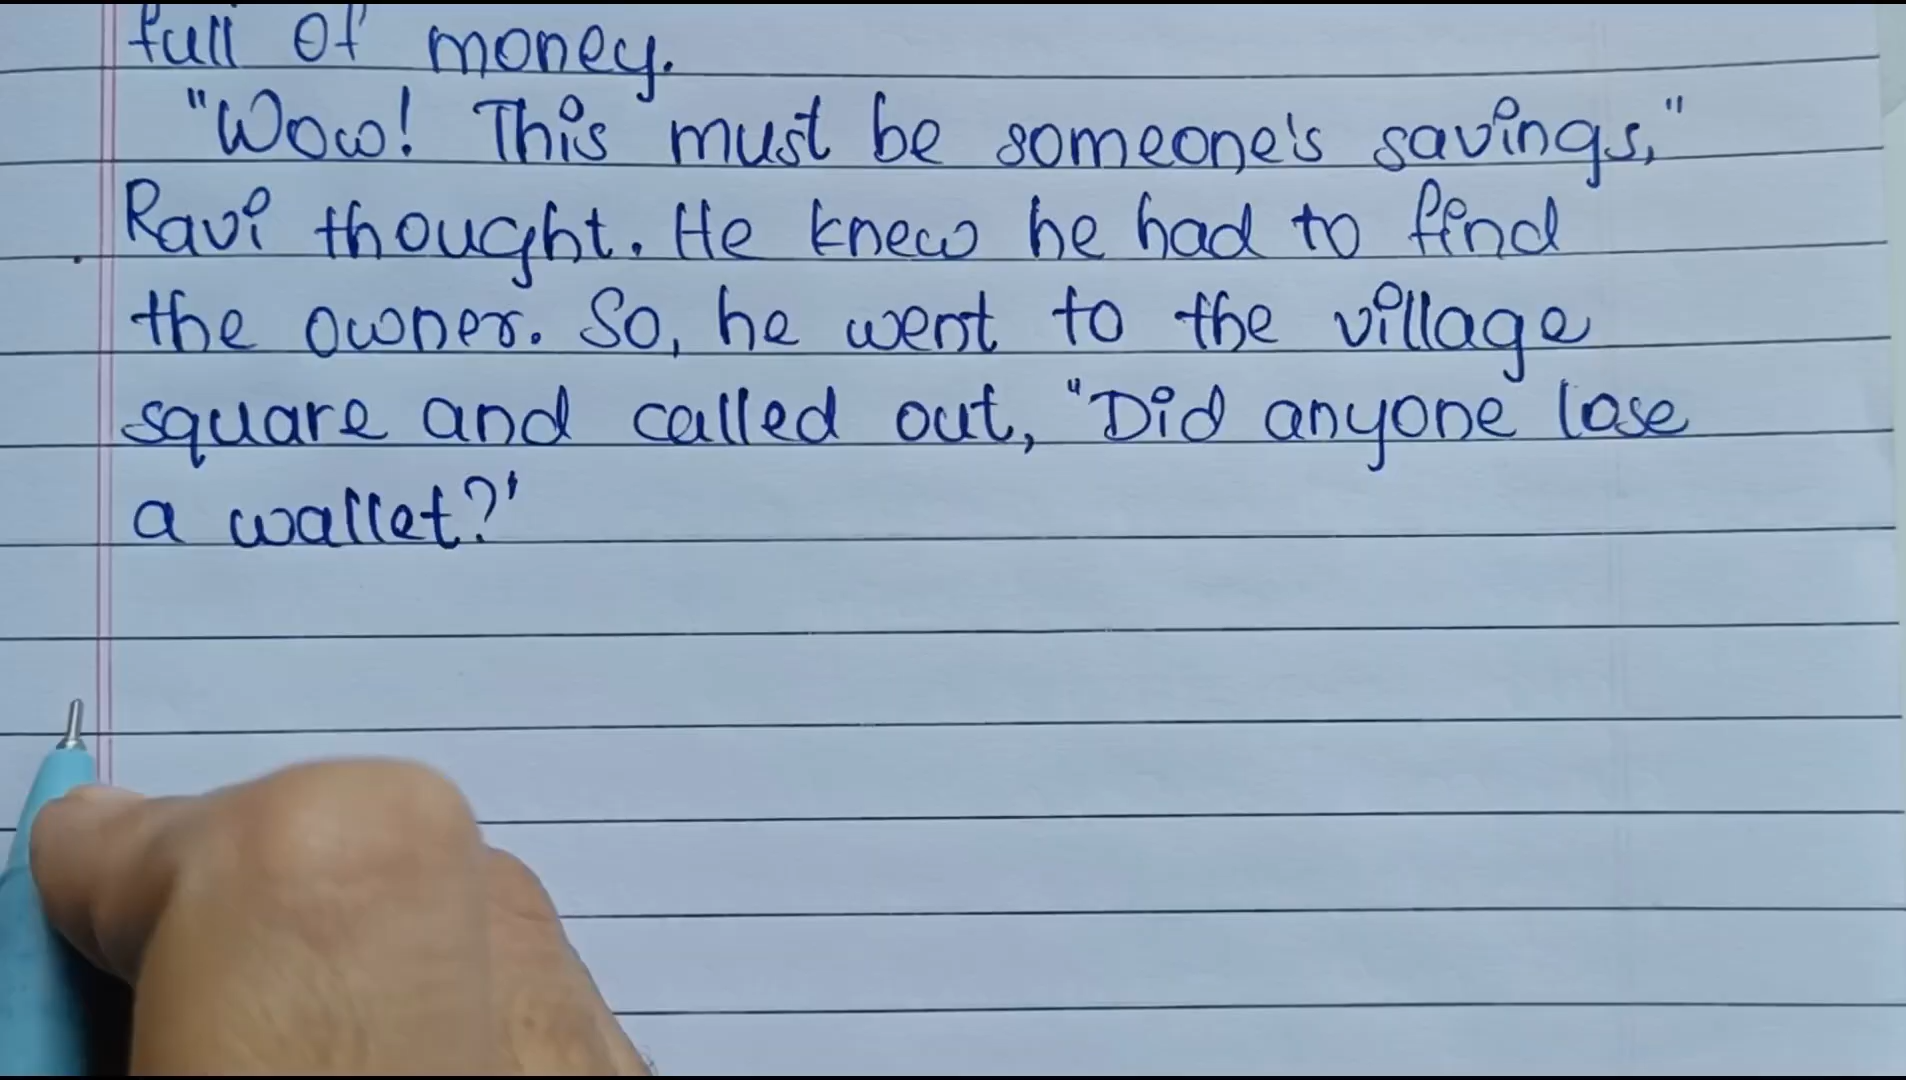 full of money.
"Wow! This must be someone's savings,"
Ravi thought. He knew he had to find
the owner. So, he went to the village
square and called out, "Did anyone lose
a wallet?'